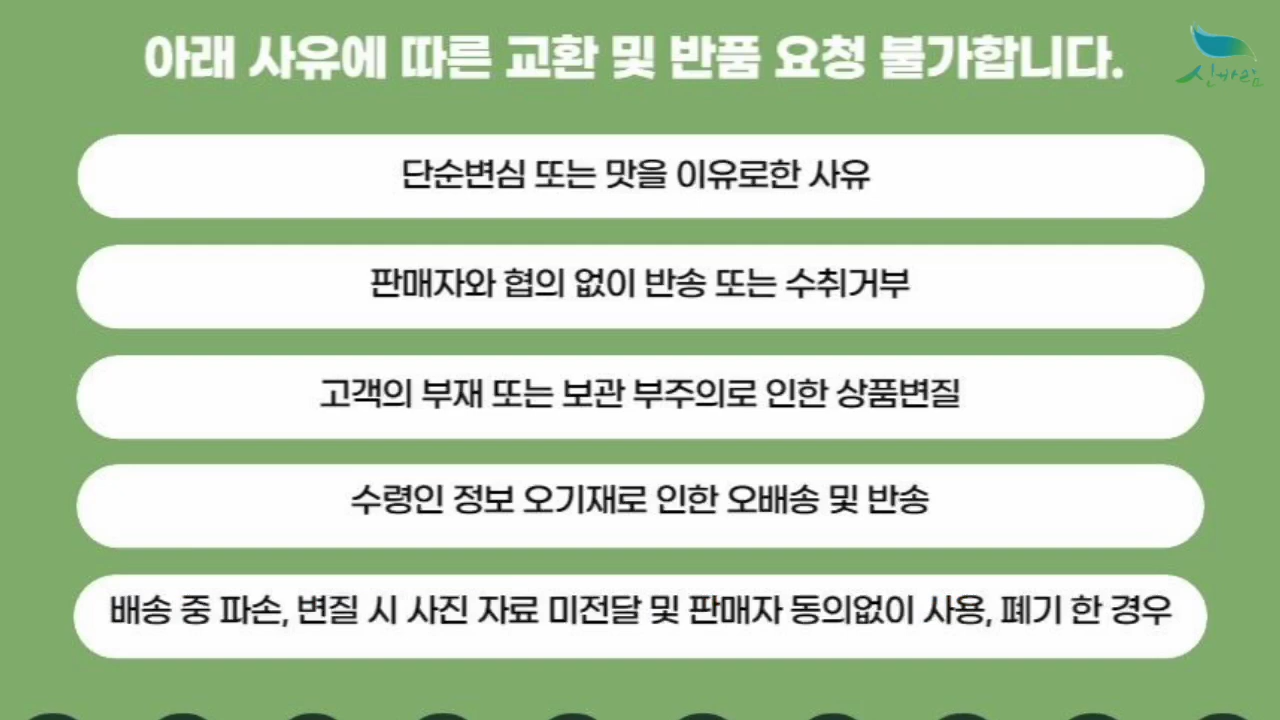 아래 사유에 따른 교환 및 반품 요청 불가합니다.
신바람
단순변심 또는 맛을 이유로한 사유
판매자와 협의 없이 반송 또는 수취거부
고객의 부재 또는 보관 부주의로 인한 상품변질
수령인 정보 오기재로 인한 오배송 및 반송
배송 중 파손, 변질 시 사진 자료 미전달 및 판매자 동의없이 사용, 폐기 한 경우